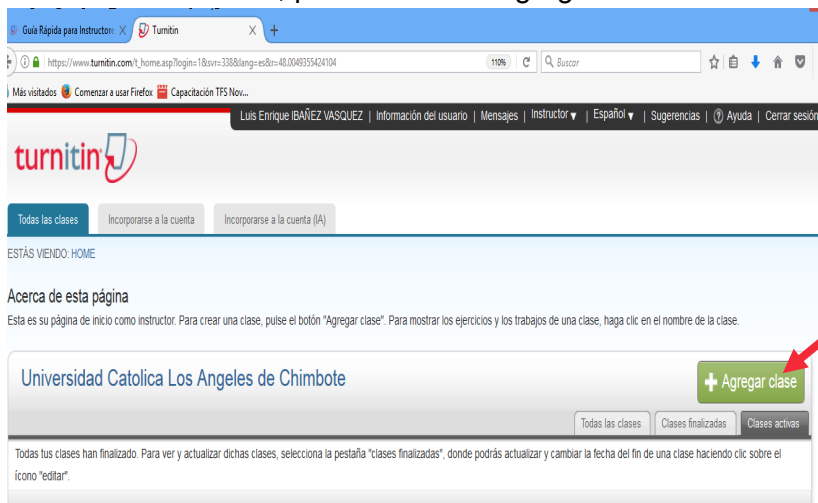 Guía Rápida para Instructore
Turnitin
https://www.turnitin.com/t_home.asp?login=1&svr=338&lang=es&r=48.0049355424104
110%
Buscar
Más visitados Comenzar a usar Firefox Capacitación TFS Nov...
Luis Enrique IBAÑEZ VASQUEZ | Información del usuario | Mensajes | Instructor | Español | Sugerencias | ? Ayuda | Cerrar sesión
turnitin
Todas las clases Incorporarse a la cuenta Incorporarse a la cuenta (IA)
ESTÁS VIENDO: HOME
Acerca de esta página
Esta es su página de inicio como instructor. Para crear una clase, pulse el botón "Agregar clase". Para mostrar los ejercicios y los trabajos de una clase, haga clic en el nombre de la clase.
Universidad Catolica Los Angeles de Chimbote
+ Agregar clase
Todas las clases Clases finalizadas Clases activas
Todas tus clases han finalizado. Para ver y actualizar dichas clases, selecciona la pestaña "clases finalizadas", donde podrás actualizar y cambiar la fecha del fin de una clase haciendo clic sobre el
ícono "editar".